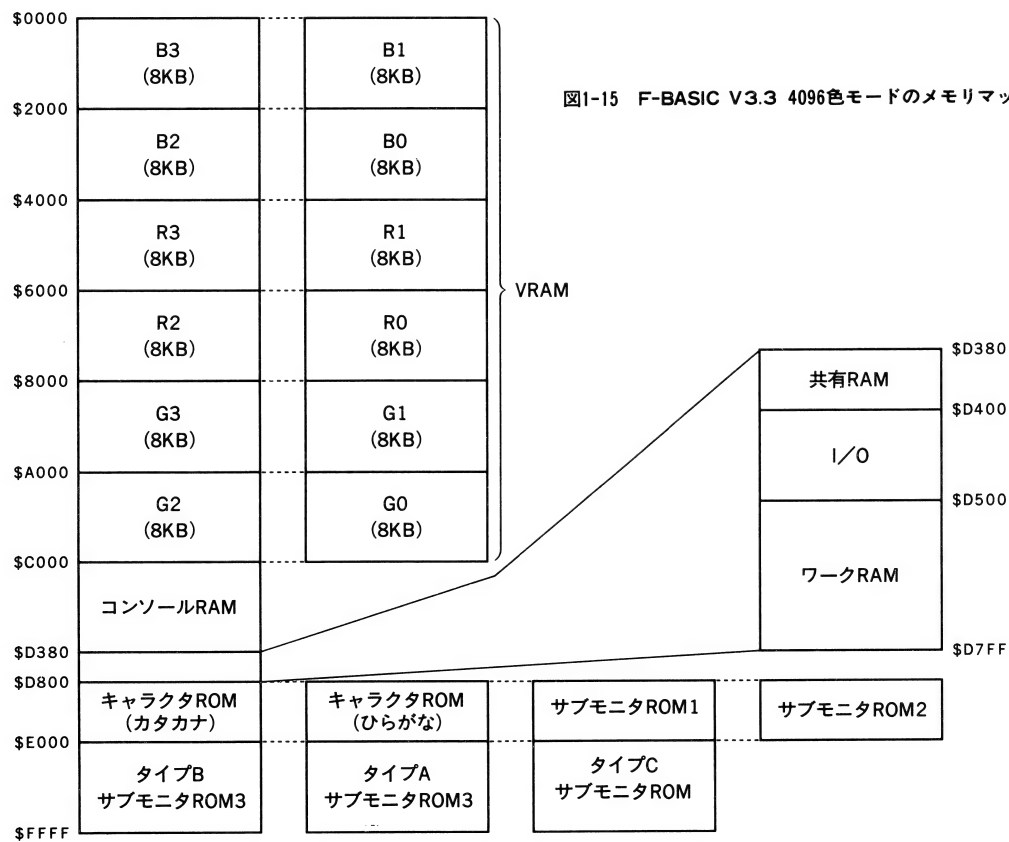 図1-15 F-BASIC V3.3 4096色モードのメモリマッ
$0000
B3
(8KB)
B1
(8KB)
$2000
B2
(8KB)
B0
(8KB)
$4000
R3
(8KB)
R1
(8KB)
$6000
VRAM
R2
(8KB)
R0
(8KB)
$8000
G3
(8KB)
G1
(8KB)
$A000
G2
(8KB)
G0
(8KB)
$C000
コンソールRAM
$D380
$D800
$D380
共有RAM
$D400
I/O
$D500
ワークRAM
$D7FF
キャラクタROM
(カタカナ)
キャラクタROM
(ひらがな)
サブモニタROM1
サブモニタROM2
$E000
タイプB
サブモニタROM3
タイプA
サブモニタROM3
タイプC
サブモニタROM
$FFFF